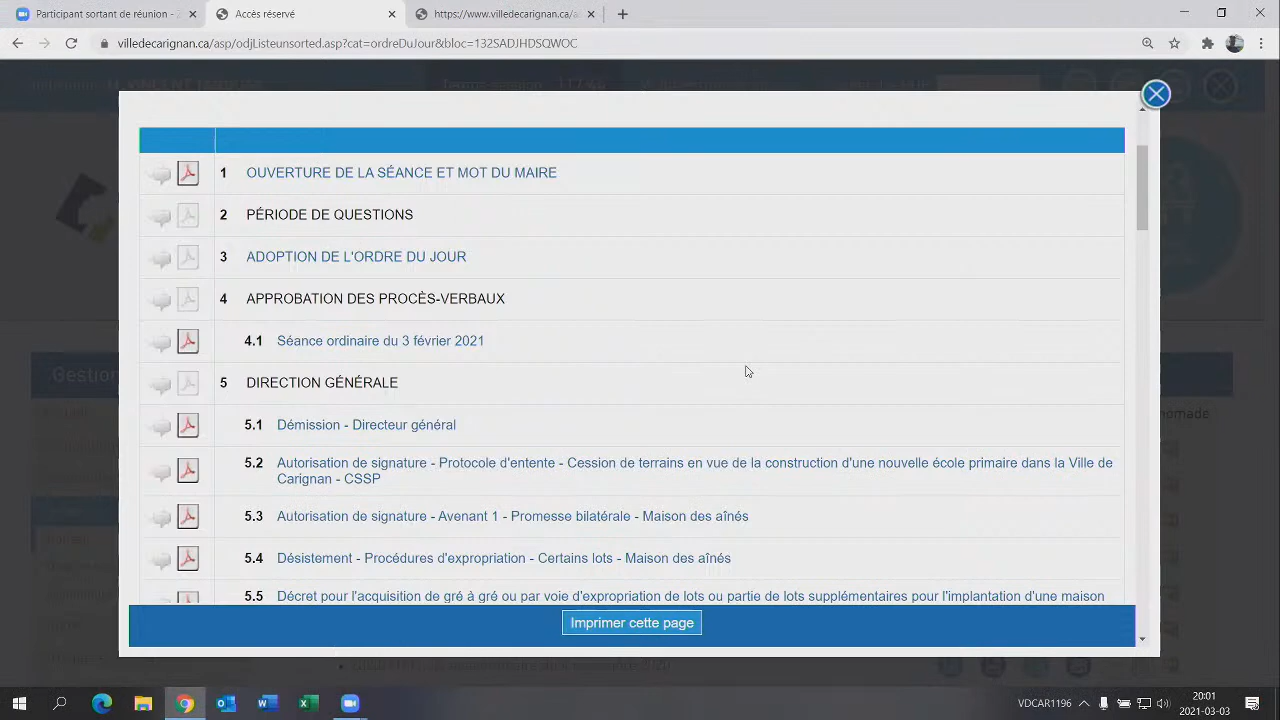 Participant sortant de réunion - Z
Accès réservé
https://www.villedecarignan.ca/a
villedecarignan.ca/asp/odjListeunsorted.asp?cat=ordreDuJour&bloc=132SADJHDSQWOC
1 OUVERTURE DE LA SÉANCE ET MOT DU MAIRE
2 PÉRIODE DE QUESTIONS
3 ADOPTION DE L'ORDRE DU JOUR
4 APPROBATION DES PROCÈS-VERBAUX
4.1 Séance ordinaire du 3 février 2021
5 DIRECTION GÉNÉRALE
Gestion
nomade
5.1 Démission - Directeur général
5.2 Autorisation de signature - Protocole d'entente - Cession de terrains en vue de la construction d'une nouvelle école primaire dans la Ville de
Carignan - CSSP
5.3 Autorisation de signature - Avenant 1 - Promesse bilatérale - Maison des aînés
5.4 Désistement - Procédures d'expropriation - Certains lots - Maison des aînés
5.5 Décret pour l'acquisition de gré à gré ou par voie d'expropriation de lots ou partie de lots supplémentaires pour l'implantation d'une maison
Imprimer cette page
VDCAR1196
20:01
2021-03-03